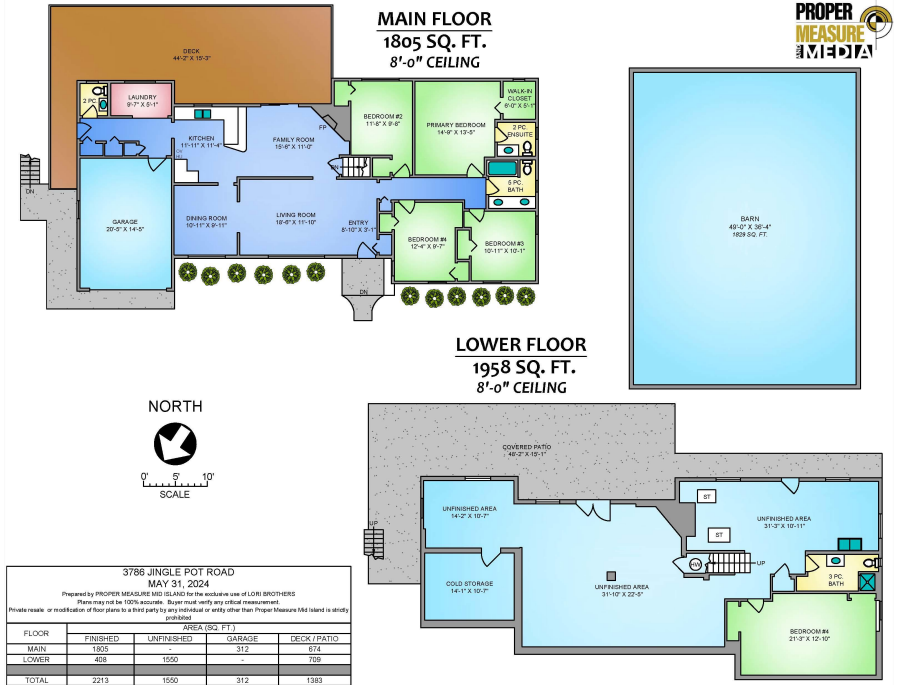 MAIN FLOOR
1805 SQ. FT.
8'-0" CEILING
PROPER
MEASURE
MID ISLAND
MEDIA
DECK
44'-2" X 15'-3"
2 PC.
LAUNDRY
9'-7" X 5'-1"
KITCHEN
11'-11" X 11'-4"
FAMILY ROOM
15'-6" X 11'-0"
FP
BEDROOM #2
11'-8" X 9'-8"
PRIMARY BEDROOM
14'-9" X 13'-5"
WALK-IN
CLOSET
6'-0" X 5'-1"
2 PC.
ENSUITE
5 PC.
BATH
DN
DN
GARAGE
20'-5" X 14'-5"
DINING ROOM
10'-11" X 9'-11"
LIVING ROOM
18'-6" X 11'-10"
ENTRY
8'-10" X 3'-1"
BEDROOM #4
12'-4" X 9'-7"
BEDROOM #3
10'-11" X 10'-1"
DN
BARN
49'-0" X 36'-4"
1829 SQ. FT.
LOWER FLOOR
1958 SQ. FT.
8'-0" CEILING
NORTH
0' 5' 10'
SCALE
COVERED PATIO
46'-2" X 15'-1"
UP
UNFINISHED AREA
14'-2" X 10'-7"
COLD STORAGE
14'-1" X 10'-7"
UNFINISHED AREA
31'-10" X 22'-5"
ST
ST
UNFINISHED AREA
31'-3" X 10'-11"
HW
UP
3 PC.
BATH
BEDROOM #4
21'-3" X 12'-10"
3786 JINGLE POT ROAD
MAY 31, 2024
Prepared by PROPER MEASURE MID ISLAND for the exclusive use of LORI BROTHERS
Plans may not be 100% accurate. Buyer must verify any critical measurement.
Private resale or modification of floor plans to a third party by any individual or entity other than Proper Measure Mid Island is strictly
prohibited
FLOOR AREA (SQ. FT.)
FINISHED UNFINISHED GARAGE DECK / PATIO
MAIN 1805 - 312 674
LOWER 408 1550 - 709
TOTAL 2213 1550 312 1383